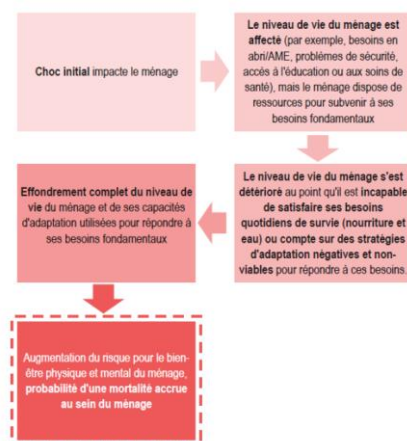 Choc initial impacte le ménage
Le niveau de vie du ménage est
affecté (par exemple, besoins en
abri/AME, problèmes de sécurité,
accès à l'éducation ou aux soins de
santé), mais le ménage dispose de
ressources pour subvenir à ses
besoins fondamentaux
Le niveau de vie du ménage s'est
détérioré au point qu'il est incapable
de satisfaire ses besoins
quotidiens de survie (nourriture et
eau) ou compte sur des stratégies
d'adaptation négatives et non-
viables pour répondre à ces besoins.
Effondrement complet du niveau de
vie du ménage et de ses capacités
d'adaptation utilisées pour répondre à
ses besoins fondamentaux
Augmentation du risque pour le bien-
être physique et mental du ménage,
probabilité d'une mortalité accrue
au sein du ménage